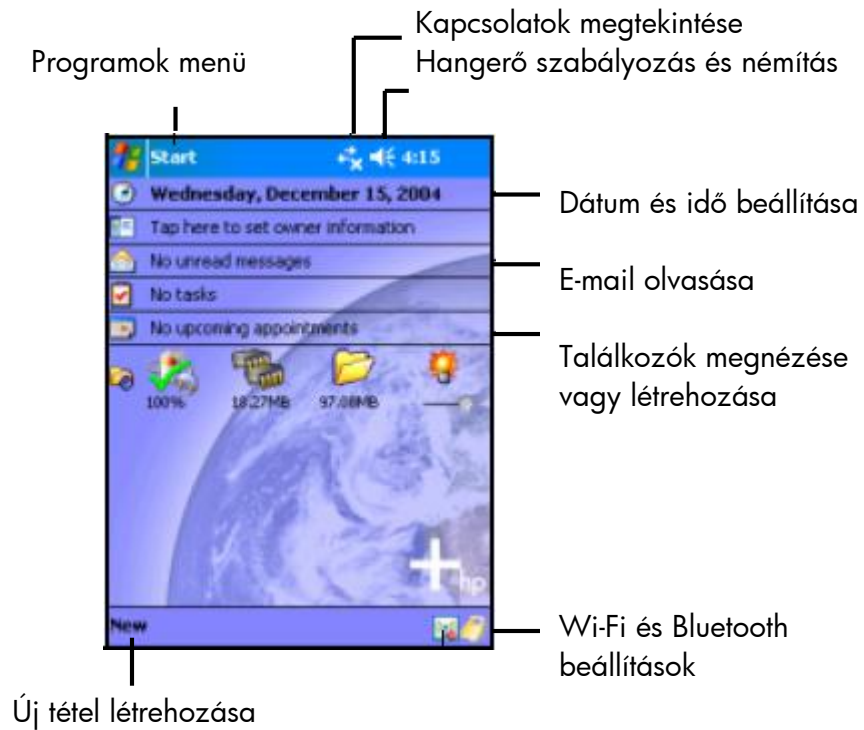 Kapcsolatok megtekintése
Programok menü
Hangerő szabályozás és némítás
Start
4:15
Wednesday, December 15, 2004
Dátum és idő beállítása
Tap here to set owner information
No unread messages
E-mail olvasása
No tasks
No upcoming appointments
Találkozók megnézése
vagy létrehozása
100%
18.27MB
97.08MB
hp
New
Wi-Fi és Bluetooth
beállítások
Új tétel létrehozása